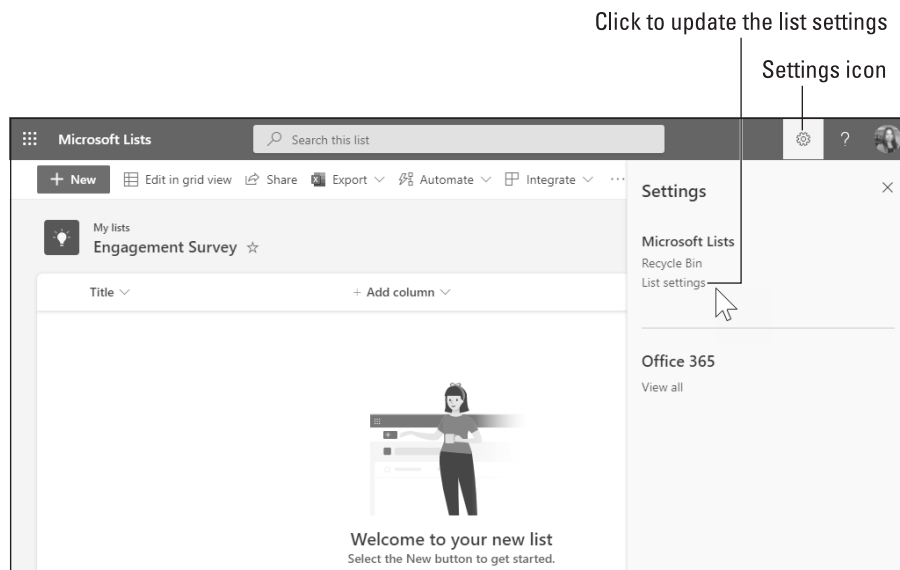 Click to update the list settings
Settings icon
Microsoft Lists
Search this list
?
+ New
Edit in grid view
Share
Export
Automate
Integrate
...
Settings
My lists
Engagement Survey
Microsoft Lists
Recycle Bin
List settings
Title
+ Add column
Office 365
View all
Welcome to your new list
Select the New button to get started.